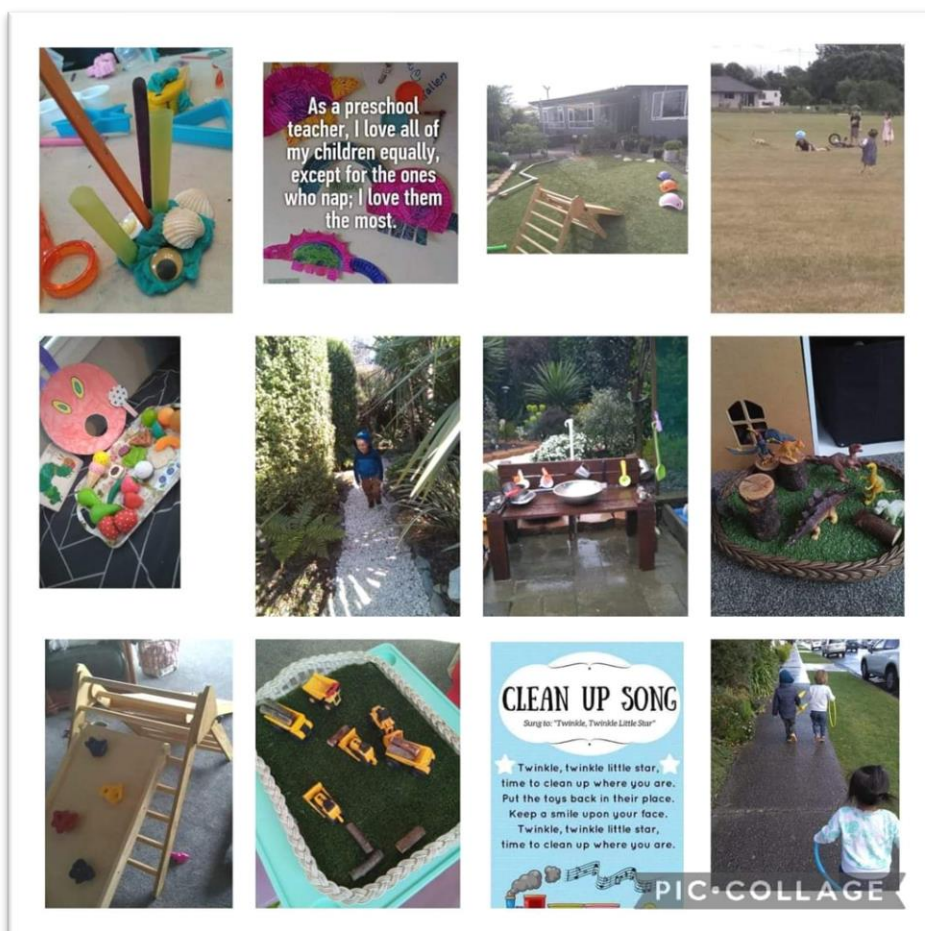 As a preschool
teacher, I love all of
my children equally,
except for the ones
who nap; I love them
the most.
CLEAN UP SONG
Sung to: "Twinkle, Twinkle Little Star"
Twinkle, twinkle little star,
time to clean up where you are.
Put the toys back in their place.
Keep a smile upon your face.
Twinkle, twinkle little star,
time to clean up where you are.
PIC•COLLAGE